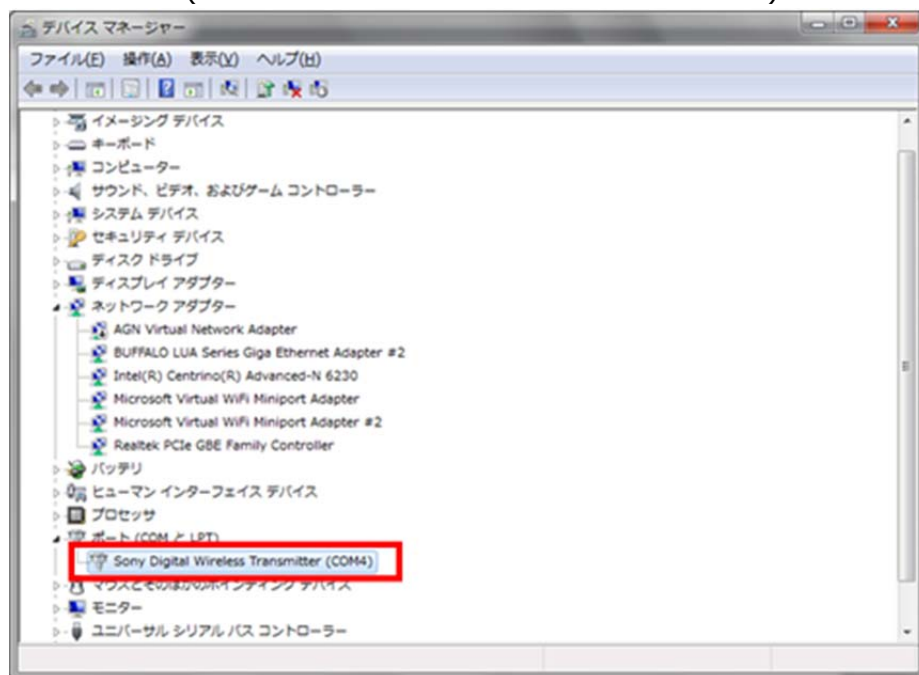 デバイス マネージャー
ファイル(F) 操作(A) 表示(V) ヘルプ(H)
イメージング デバイス
キーボード
コンピューター
サウンド、ビデオ、およびゲーム コントローラー
システム デバイス
セキュリティ デバイス
ディスク ドライブ
ディスプレイ アダプター
ネットワーク アダプター
AGN Virtual Network Adapter
BUFFALO LUA Series Giga Ethernet Adapter #2
Intel(R) Centrino(R) Advanced-N 6230
Microsoft Virtual WiFi Miniport Adapter
Microsoft Virtual WiFi Miniport Adapter #2
Realtek PCIe GBE Family Controller
バッテリ
ヒューマン インターフェイス デバイス
プロセッサ
ポート (COM と LPT)
Sony Digital Wireless Transmitter (COM4)
マウスとそのほかのポインティング デバイス
モニター
ユニバーサル シリアル バス コントローラー